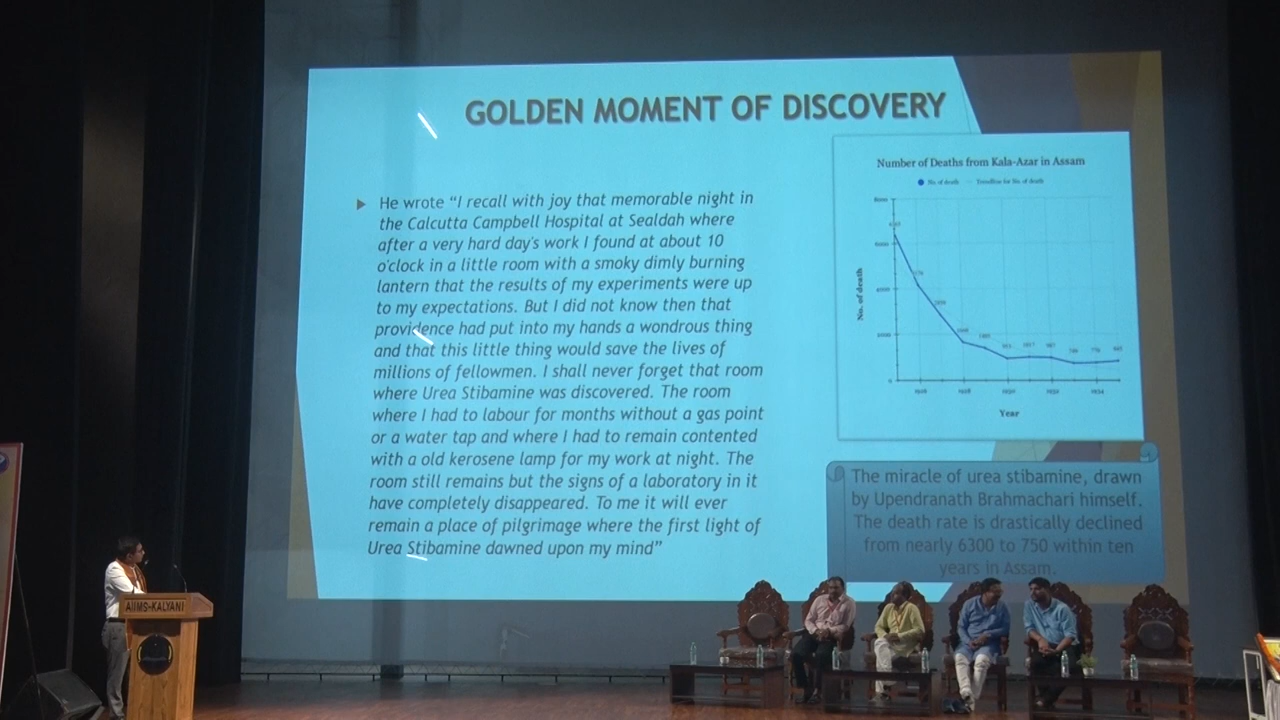 GOLDEN MOMENT OF DISCOVERY
He wrote “I recall with joy that memorable night in
the Calcutta Campbell Hospital at Sealdah where
after a very hard day's work I found at about 10
o'clock in a little room with a smoky dimly burning
lantern that the results of my experiments were up
to my expectations. But I did not know then that
providence had put into my hands a wondrous thing
and that this little thing would save the lives of
millions of fellowmen. I shall never forget that room
where Urea Stibamine was discovered. The room
where I had to labour for months without a gas point
or a water tap and where I had to remain contented
with a old kerosene lamp for my work at night. The
room still remains but the signs of a laboratory in it
have completely disappeared. To me it will ever
remain a place of pilgrimage where the first light of
Urea Stibamine dawned upon my mind”
Number of Deaths from Kala-Azar in Assam
No. of death Trendline for No. of death
No. of death
Year
The miracle of urea stibamine, drawn
by Upendranath Brahmachari himself.
The death rate is drastically declined
from nearly 6300 to 750 within ten
years in Assam.
AIIMS-KALYANI